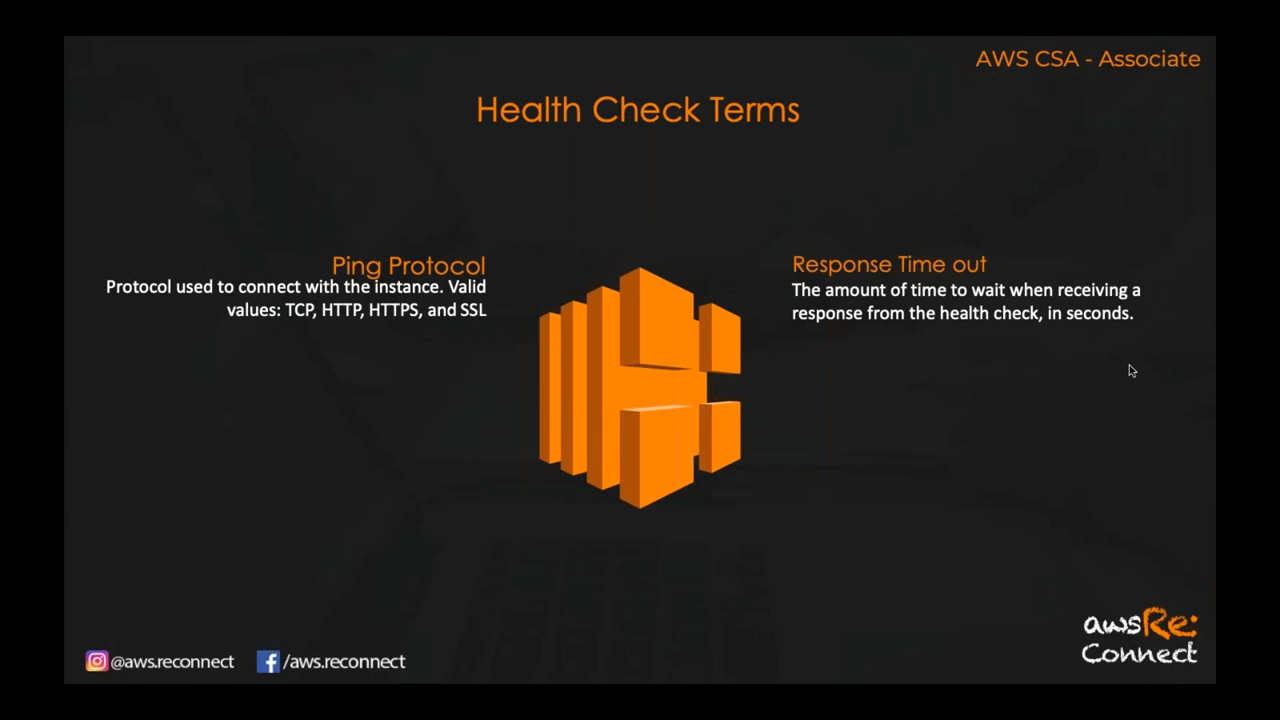 AWS CSA - Associate
Health Check Terms
Ping Protocol
Protocol used to connect with the instance. Valid
values: TCP, HTTP, HTTPS, and SSL
Response Time out
The amount of time to wait when receiving a
response from the health check, in seconds.
awsRe:
Connect
@aws.reconnect
/aws.reconnect